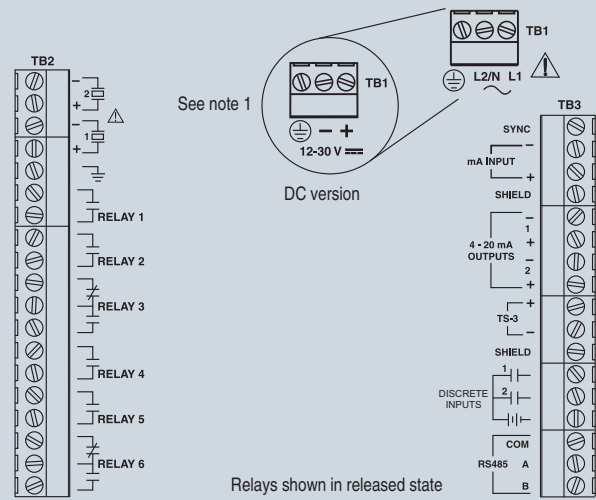 TB2
−
2
+
−
1
+
RELAY 1
RELAY 2
RELAY 3
RELAY 4
RELAY 5
RELAY 6
See note 1
TB1
− +
12-30 V
DC version
TB1
L2/N L1
TB3
SYNC
−
mA INPUT
+
SHIELD
−
1
+
4 - 20 mA
OUTPUTS
−
2
+
+
TS-3
−
SHIELD
1
DISCRETE
INPUTS
2
COM
RS485 A
B
Relays shown in released state